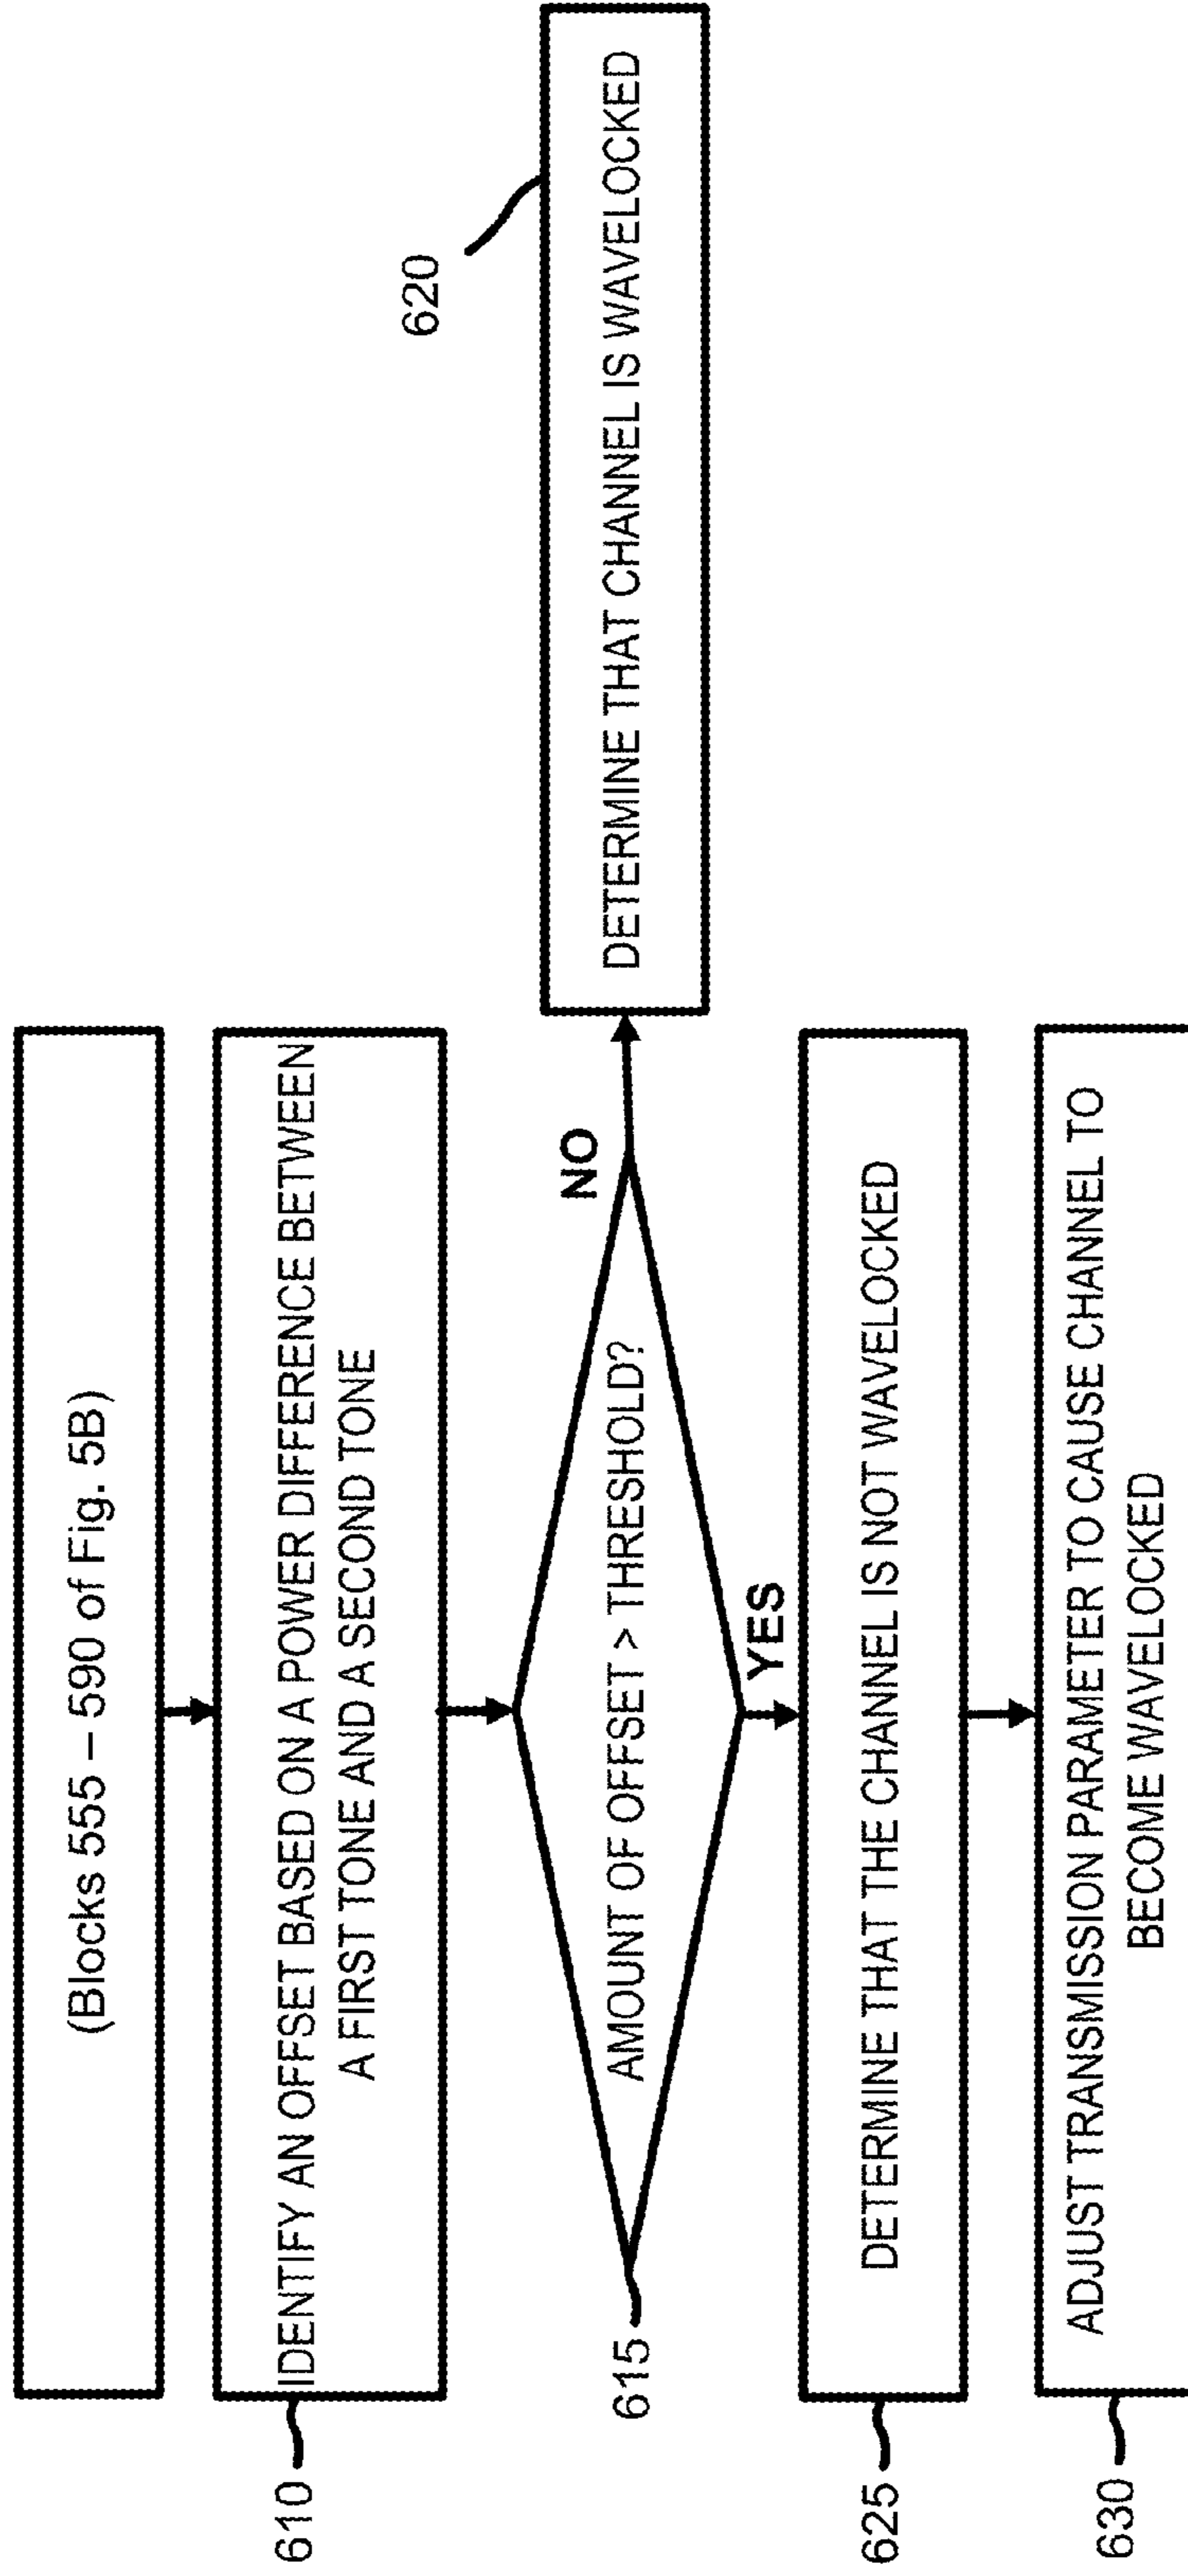 (Blocks 555 – 590 of Fig. 5B)
610
IDENTIFY AN OFFSET BASED ON A POWER DIFFERENCE BETWEEN
A FIRST TONE AND A SECOND TONE
615
AMOUNT OF OFFSET > THRESHOLD?
NO
620
DETERMINE THAT CHANNEL IS WAVELOCKED
YES
625
DETERMINE THAT THE CHANNEL IS NOT WAVELOCKED
630
ADJUST TRANSMISSION PARAMETER TO CAUSE CHANNEL TO
BECOME WAVELOCKED